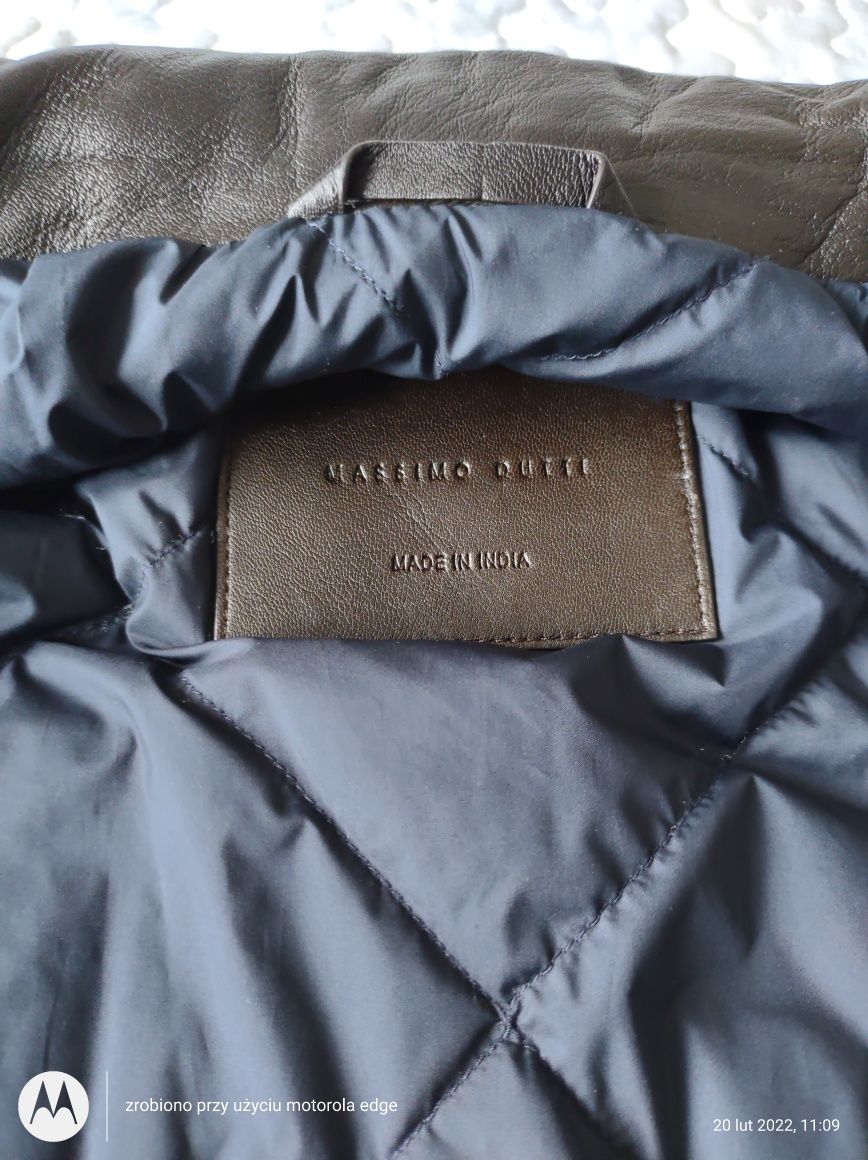 MASSIMO DUTTI
MADE IN INDIA
zrobiono przy użyciu motorola edge
20 lut 2022, 11:09